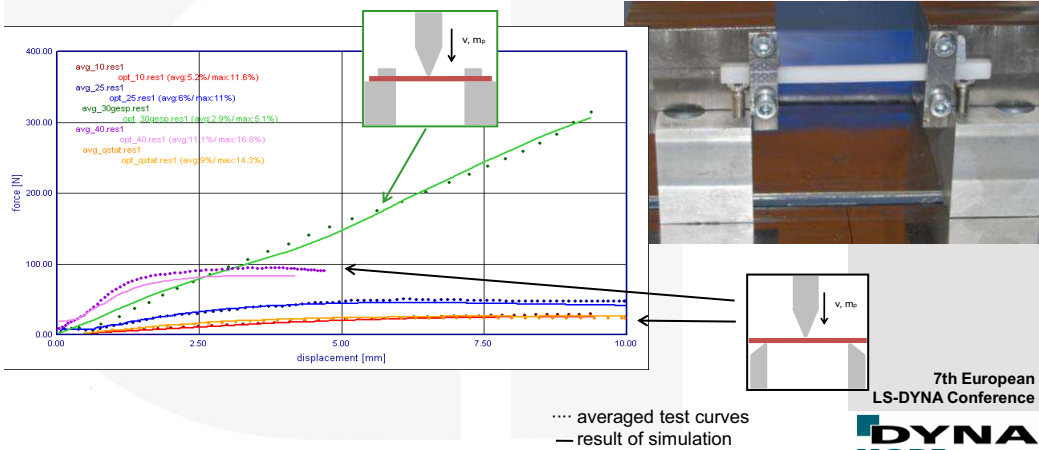 400.00
300.00
200.00
100.00
0.00
force [N]
avg_10.res1
opt_10.res1 (avg:5.2%/ max:11.6%)
avg_25.res1
opt_25.res1 (avg:6%/ max:11%)
avg_30gesp.res1
opt_30gesp.res1 (avg:2.9%/ max:5.1%)
avg_40.res1
opt_40.res1 (avg:11.1%/ max:16.8%)
avg_qstat.res1
opt_qstat.res1 (avg:9%/ max:14.3%)
0.00 2.50 5.00 7.50 10.00
displacement [mm]
v, mₚ
v, mₚ
.... averaged test curves
— result of simulation
7th European
LS-DYNA Conference
DYNA
MORE